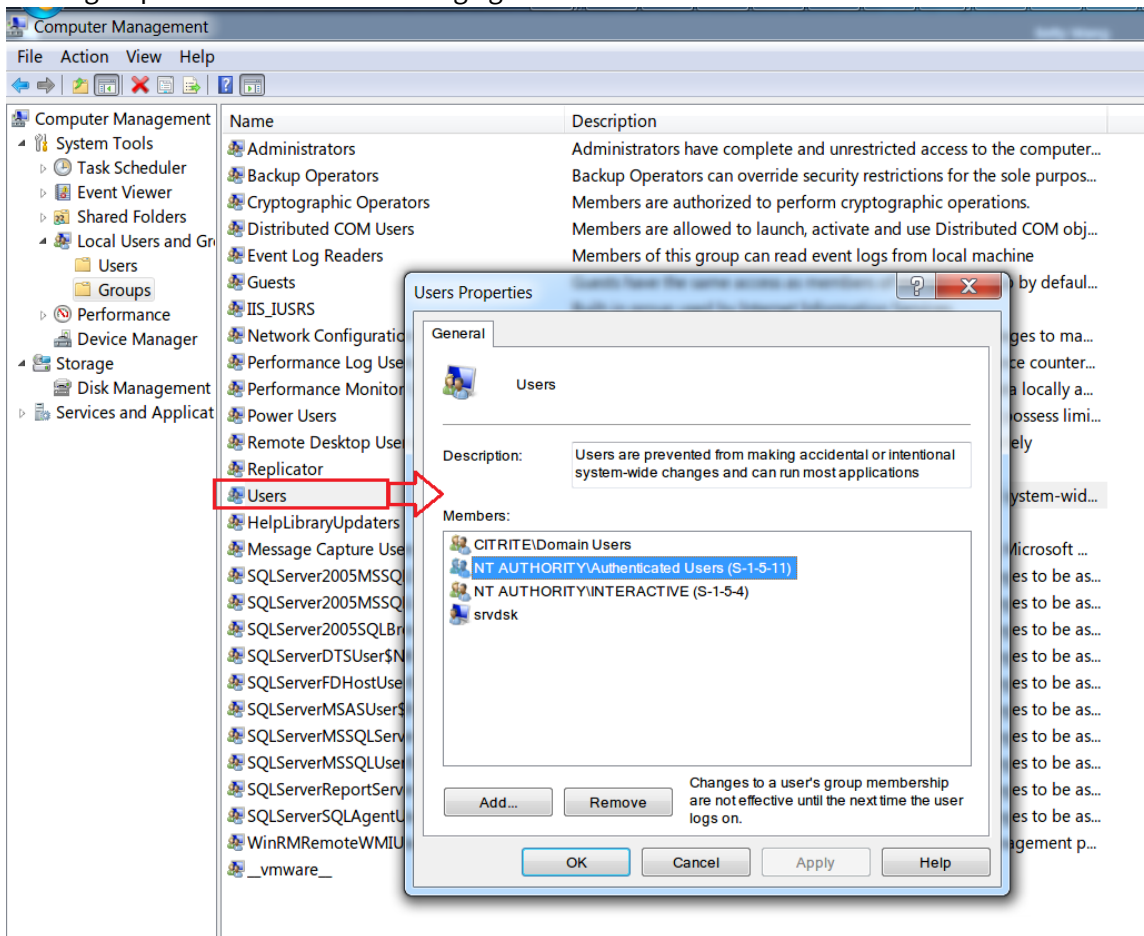 Computer Management
File Action View Help
Computer Management
System Tools
Task Scheduler
Event Viewer
Shared Folders
Local Users and Gr
Users
Groups
Performance
Device Manager
Storage
Disk Management
Services and Applicat
Name Description
Administrators Administrators have complete and unrestricted access to the computer...
Backup Operators Backup Operators can override security restrictions for the sole purpos...
Cryptographic Operators Members are authorized to perform cryptographic operations.
Distributed COM Users Members are allowed to launch, activate and use Distributed COM obj...
Event Log Readers Members of this group can read event logs from local machine
Guests by defaul...
IIS_IUSRS
Network Configuratio ges to ma...
Performance Log Use ce counter...
Performance Monitor a locally a...
Power Users ossess limi...
Remote Desktop User ely
Replicator
Users ystem-wid...
HelpLibraryUpdaters
Message Capture Use Microsoft ...
SQLServer2005MSSQ es to be as...
SQLServer2005MSSQ es to be as...
SQLServer2005SQLBr es to be as...
SQLServerDTSUser$N es to be as...
SQLServerFDHostUse es to be as...
SQLServerMSASUser$ es to be as...
SQLServerMSSQLServ es to be as...
SQLServerMSSQLUser es to be as...
SQLServerReportServ es to be as...
SQLServerSQLAgentU es to be as...
WinRMRemoteWMIU agement p...
__vmware__
Users Properties
General
Users
Description:
Users are prevented from making accidental or intentional
system-wide changes and can run most applications
Members:
CITRITE\Domain Users
NT AUTHORITY\Authenticated Users (S-1-5-11)
NT AUTHORITY\INTERACTIVE (S-1-5-4)
srvdsk
Add... Remove
Changes to a user's group membership
are not effective until the next time the user
logs on.
OK Cancel Apply Help